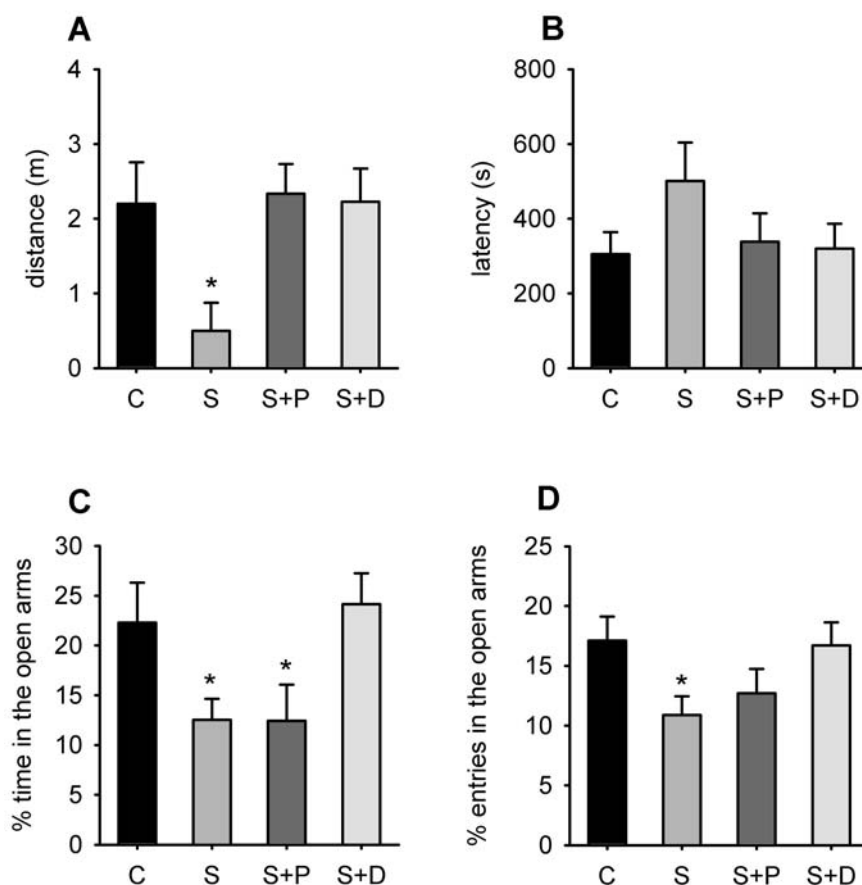 A
distance (m)
4
3
2
1
0
*
C S S+P S+D
B
latency (s)
800
600
400
200
0
C S S+P S+D
C
% time in the open arms
30
25
20
15
10
5
0
* *
C S S+P S+D
D
% entries in the open arms
25
20
15
10
5
0
*
C S S+P S+D